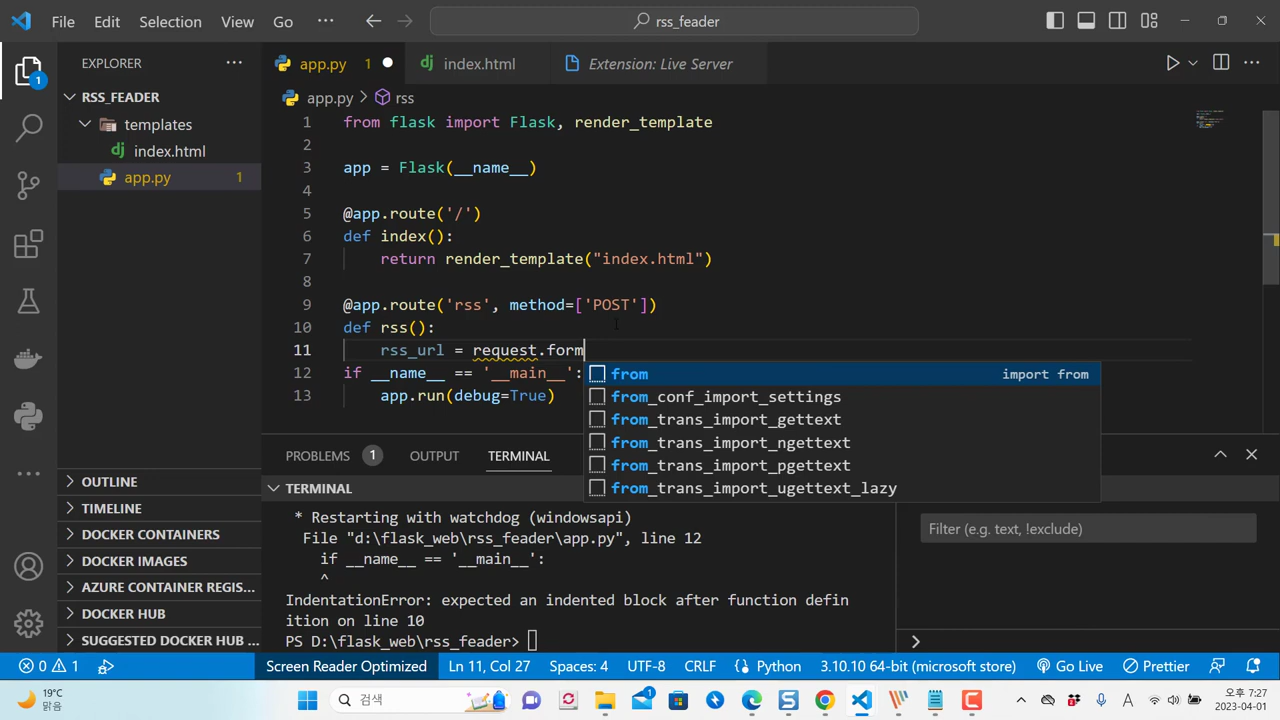 File Edit Selection View Go ··· rss_feader
EXPLORER ···
app.py 1
index.html
Extension: Live Server
RSS_FEADER
templates
index.html
app.py 1
app.py > rss
1 from flask import Flask, render_template
2
3 app = Flask(__name__)
4
5 @app.route('/')
6 def index():
7 return render_template("index.html")
8
9 @app.route('rss', method=['POST'])
10 def rss():
11 rss_url = request.form
12 if __name__ == '__main__':
13 app.run(debug=True)
from import from
from_conf_import_settings
from_trans_import_gettext
from_trans_import_ngettext
from_trans_import_pgettext
from_trans_import_ugettext_lazy
PROBLEMS 1 OUTPUT TERMINAL
TERMINAL
* Restarting with watchdog (windowsapi)
File "d:\flask_web\rss_feader\app.py", line 12
if __name__ == '__main__':
^
IndentationError: expected an indented block after function defin
ition on line 10
PS D:\flask_web\rss_feader>
Filter (e.g. text, !exclude)
OUTLINE
TIMELINE
DOCKER CONTAINERS
DOCKER IMAGES
AZURE CONTAINER REGIS...
DOCKER HUB
SUGGESTED DOCKER HUB ...
1
0 1 Screen Reader Optimized Ln 11, Col 27 Spaces: 4 UTF-8 CRLF Python 3.10.10 64-bit (microsoft store) Go Live Prettier
19°C
맑음
검색
1
A
오후 7:27
2023-04-01